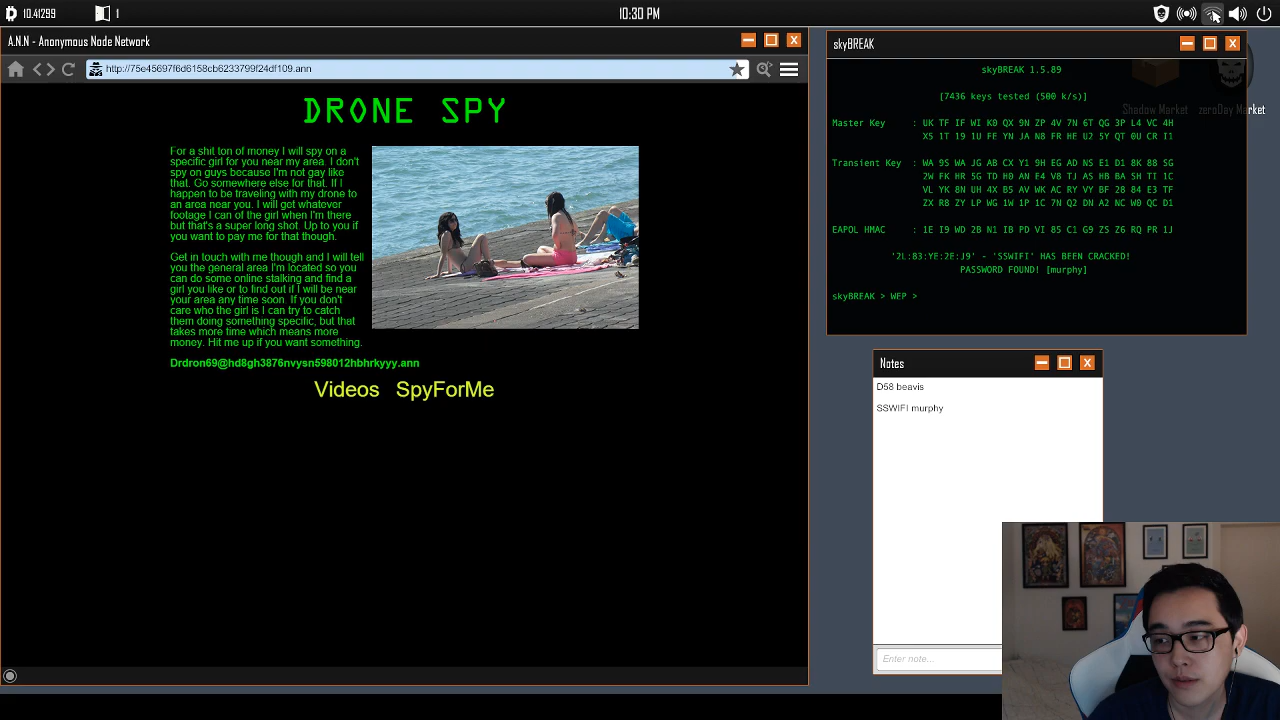 10.41299
1
10:30 PM
A.N.N - Anonymous Node Network
http://75e45697f6d6158cb6233799f24df109.ann
DRONE SPY
For a shit ton of money I will spy on a
specific girl for you near my area. I don't
spy on guys because I'm not gay like
that. Go somewhere else for that. If I
happen to be traveling with my drone to
an area near you. I will get whatever
footage I can of the girl when I'm there
but that's a super long shot. Up to you if
you want to pay me for that though.
Get in touch with me though and I will tell
you the general area I'm located so you
can do some online stalking and find a
girl you like or to find out if I will be near
your area any time soon. If you don't
care who the girl is I can try to catch
them doing something specific, but that
takes more time which means more
money. Hit me up if you want something.
Drdron69@hd8gh3876nvysn598012hbhrkyyy.ann
Videos SpyForMe
skyBREAK
skyBREAK 1.5.89
[7436 keys tested (500 k/s)]
Master Key : UK TF IF WI K0 QX 9N ZP 4V 7N 6T QG 3P L4 VC 4H
X5 1T 19 1U FE YN JA N8 FR HE U2 5Y QT 0U CR I1
Transient Key : WA 9S WA JG AB CX Y1 9H EG AD NS E1 D1 8K 88 SG
2W FK HR SG TD H0 AN E4 V8 TJ AS HB BA SH TI 1C
VL YK 8N UH 4X B5 AV WK AC RY VY BF 28 84 E3 TF
ZX R8 ZY LP WG 1W 1P 1C 7N Q2 DN A2 NC W0 QC D1
EAPOL HMAC : 1E I9 WD 2B N1 IB PD VI 85 C1 G9 ZS Z6 RQ PR 1J
'2L:83:YE:2E:J9' - 'SSWIFI' HAS BEEN CRACKED!
PASSWORD FOUND! [murphy]
skyBREAK > WEP >
Shadow Market
zeroDay Market
Notes
D58 beavis
SSWIFI murphy
Enter note...